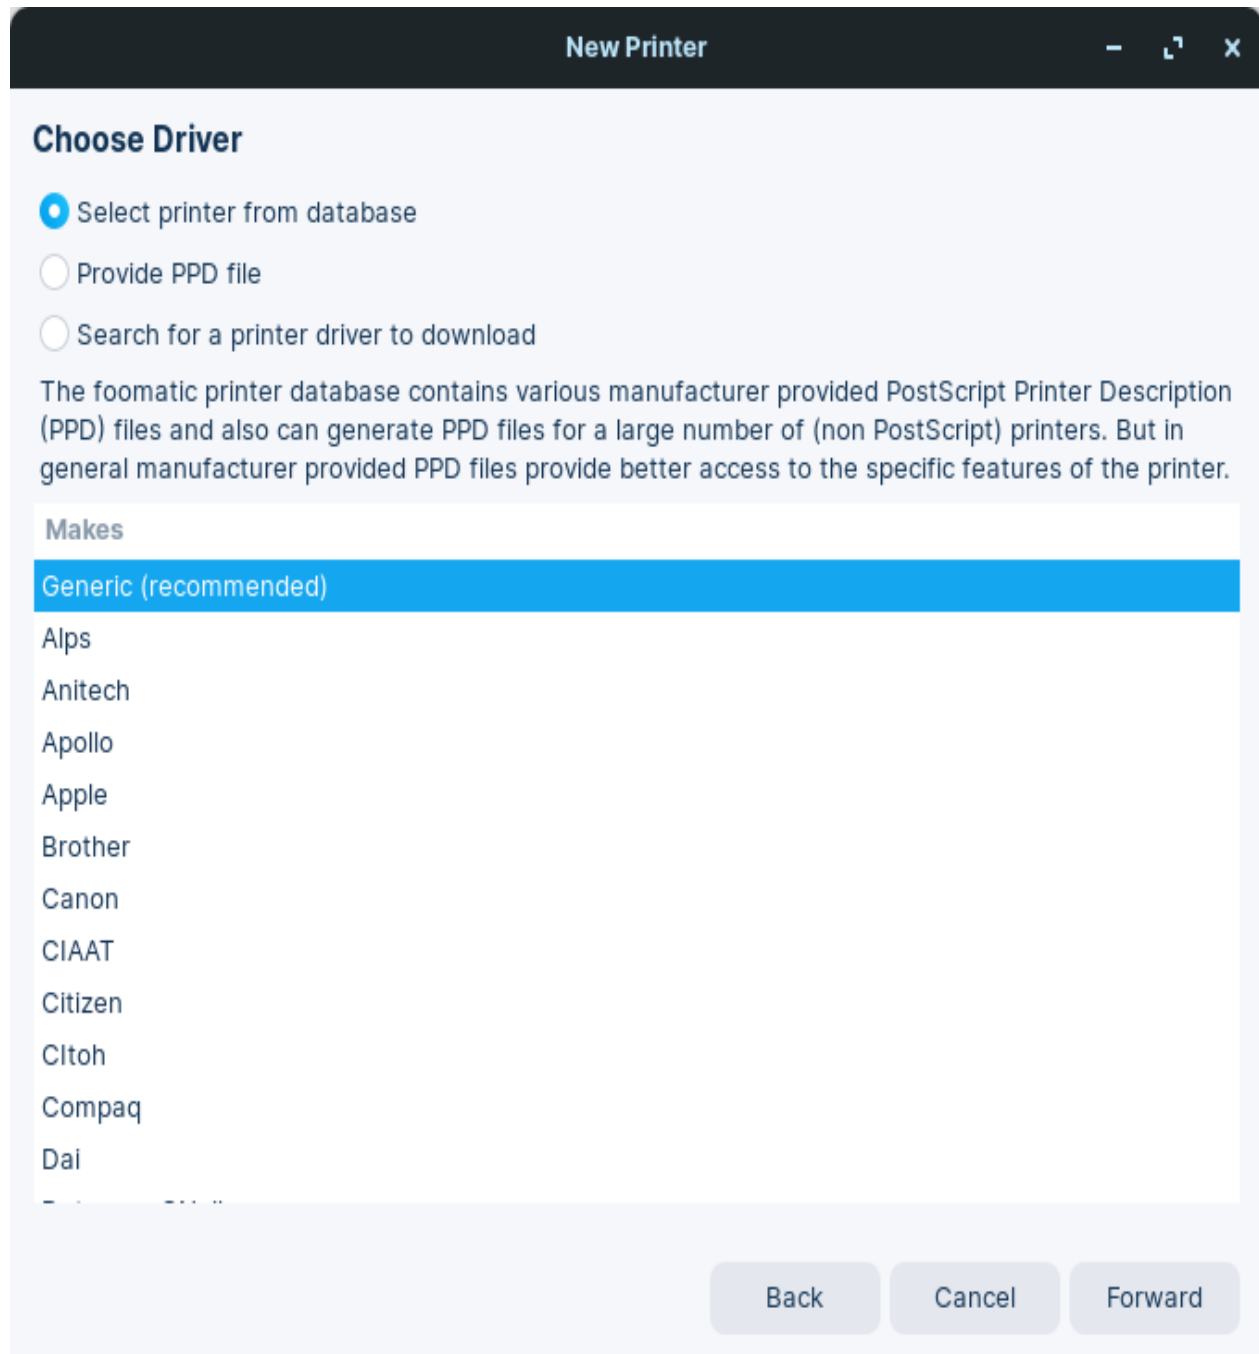 New Printer
Choose Driver
Select printer from database
Provide PPD file
Search for a printer driver to download
The foomatic printer database contains various manufacturer provided PostScript Printer Description
(PPD) files and also can generate PPD files for a large number of (non PostScript) printers. But in
general manufacturer provided PPD files provide better access to the specific features of the printer.
Makes
Generic (recommended)
Alps
Anitech
Apollo
Apple
Brother
Canon
CIAAT
Citizen
CItoh
Compaq
Dai
Back Cancel Forward